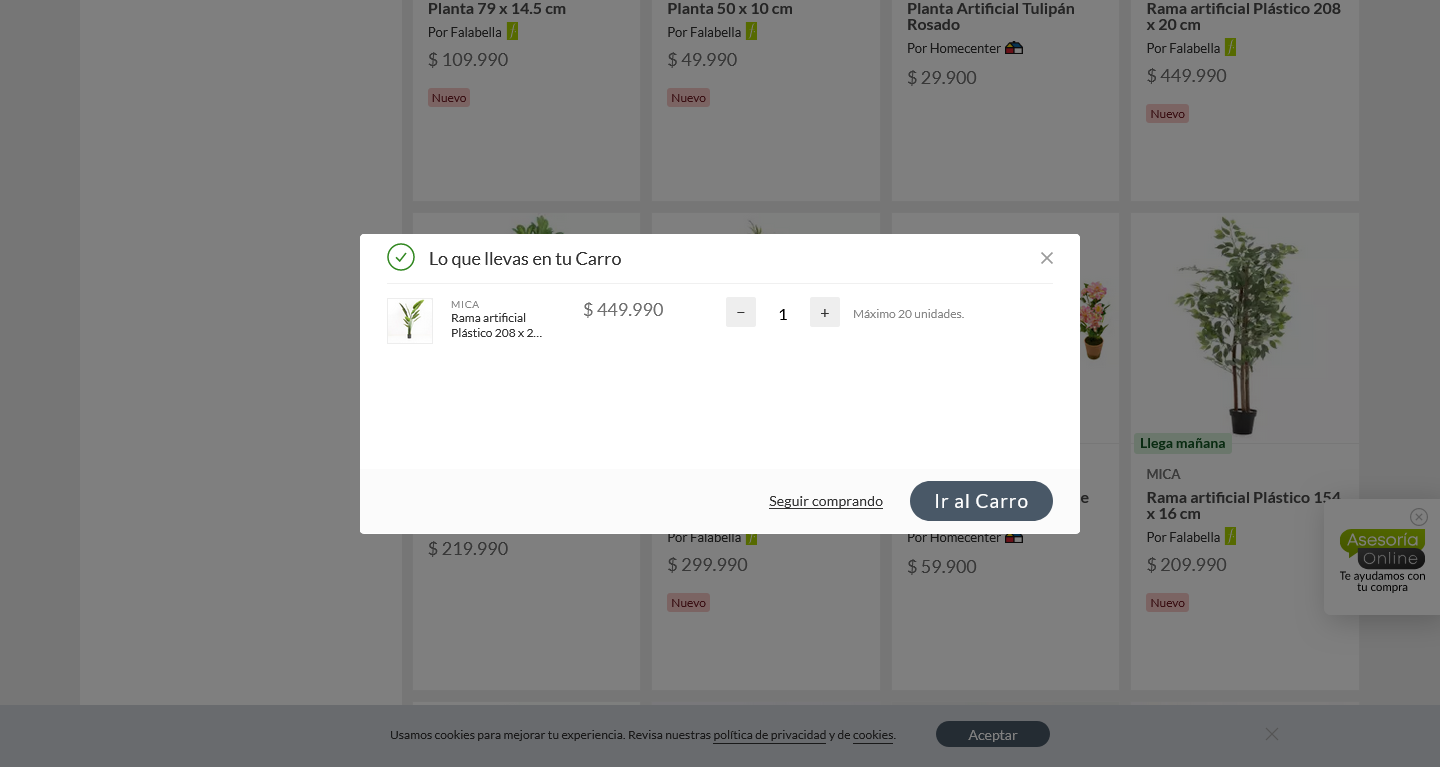 Planta 79 x 14.5 cm
Por Falabella
$ 109.990
Nuevo
Planta 50 x 10 cm
Por Falabella
$ 49.990
Nuevo
Planta Artificial Tulipán
Rosado
Por Homecenter
$ 29.900
Rama artificial Plástico 208
x 20 cm
Por Falabella
$ 449.990
Nuevo
Lo que llevas en tu Carro
MICA
Rama artificial
Plástico 208 x 2...
$ 449.990
−
1
+
Máximo 20 unidades.
Seguir comprando
Ir al Carro
$ 219.990
Por Falabella
$ 299.990
Nuevo
e
Por Homecenter
$ 59.900
Llega mañana
MICA
Rama artificial Plástico 154
x 16 cm
Por Falabella
$ 209.990
Nuevo
Asesoría
Online
Te ayudamos con
tu compra
Usamos cookies para mejorar tu experiencia. Revisa nuestras política de privacidad y de cookies.
Aceptar